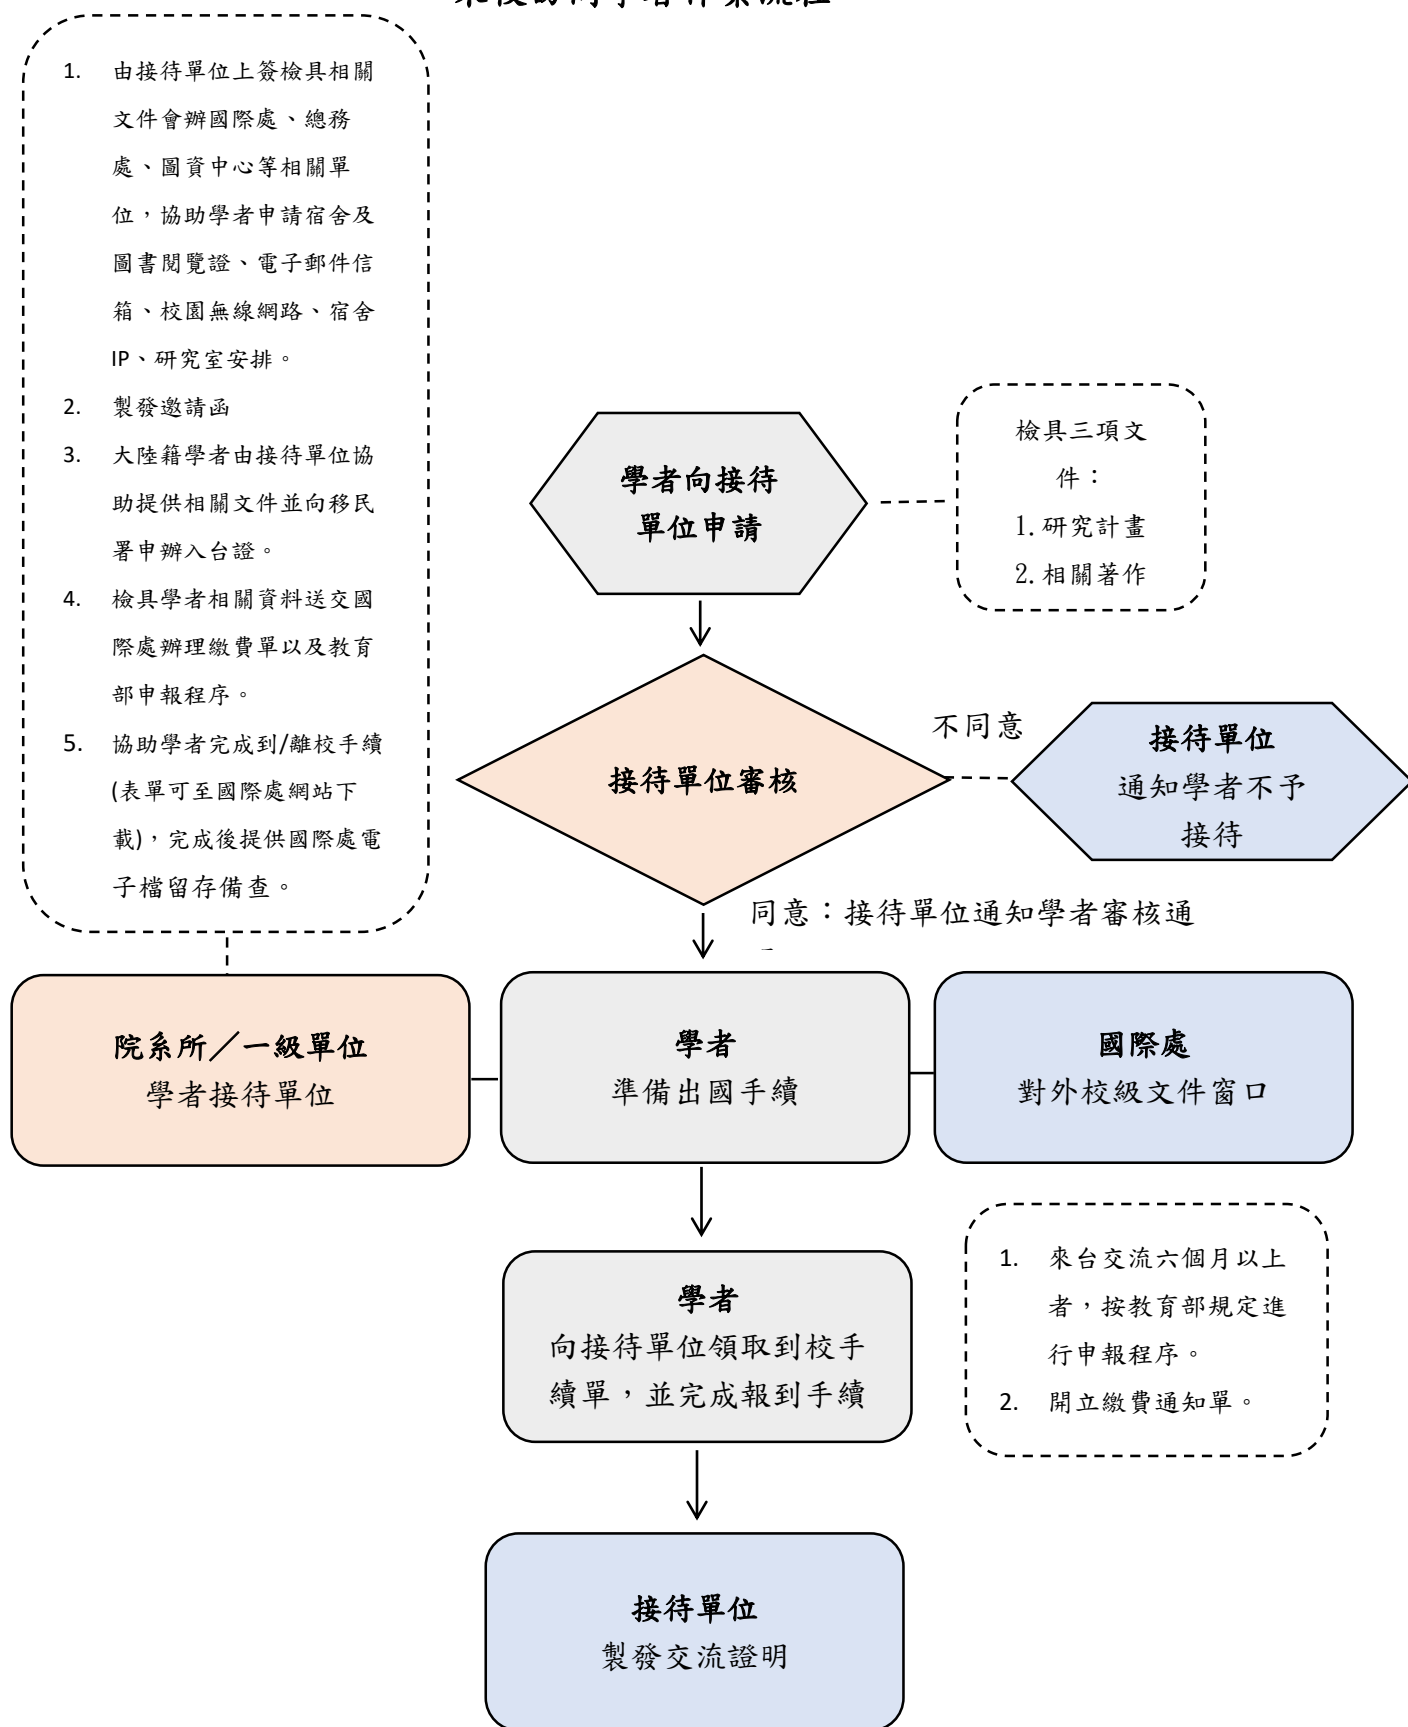 1. 由接待單位上簽檢具相關
文件會辦國際處、總務
處、圖資中心等相關單
位，協助學者申請宿舍及
圖書閱覽證、電子郵件信
箱、校園無線網路、宿舍
IP、研究室安排。
2. 製發邀請函
3. 大陸籍學者由接待單位協
助提供相關文件並向移民
署申辦入台證。
4. 檢具學者相關資料送交國
際處辦理繳費單以及教育
部申報程序。
5. 協助學者完成到/離校手續
(表單可至國際處網站下
載)，完成後提供國際處電
子檔留存備查。
學者向接待
單位申請
檢具三項文
件：
1.研究計畫
2.相關著作
接待單位審核
不同意
接待單位
通知學者不予
接待
同意：接待單位通知學者審核通
院系所／一級單位
學者接待單位
學者
準備出國手續
國際處
對外校級文件窗口
學者
向接待單位領取到校手
續單，並完成報到手續
1. 來台交流六個月以上
者，按教育部規定進
行申報程序。
2. 開立繳費通知單。
接待單位
製發交流證明